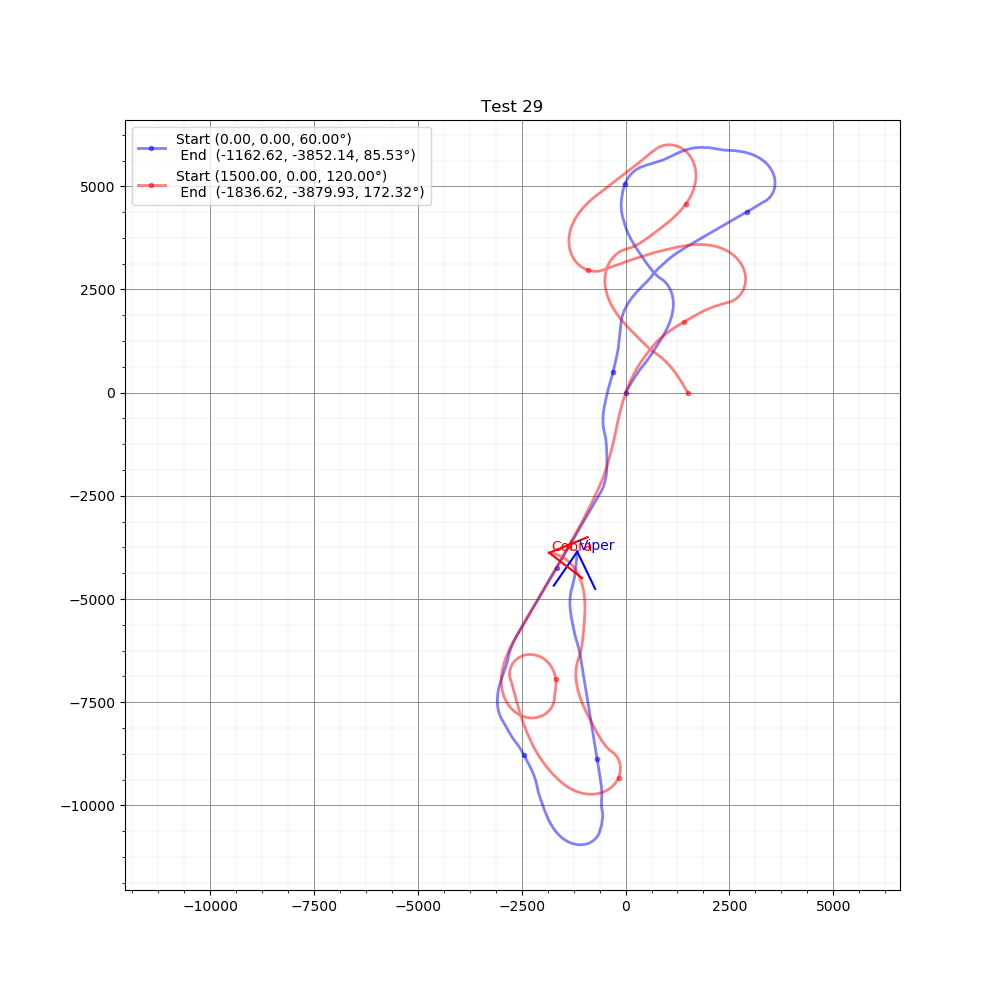 Test 29
Start (0.00, 0.00, 60.00°)
End (-1162.62, -3852.14, 85.53°)
Start (1500.00, 0.00, 120.00°)
End (-1836.62, -3879.93, 172.32°)
5000
2500
0
−2500
Cobra Viper
−5000
−7500
−10000
−10000 −7500 −5000 −2500 0 2500 5000